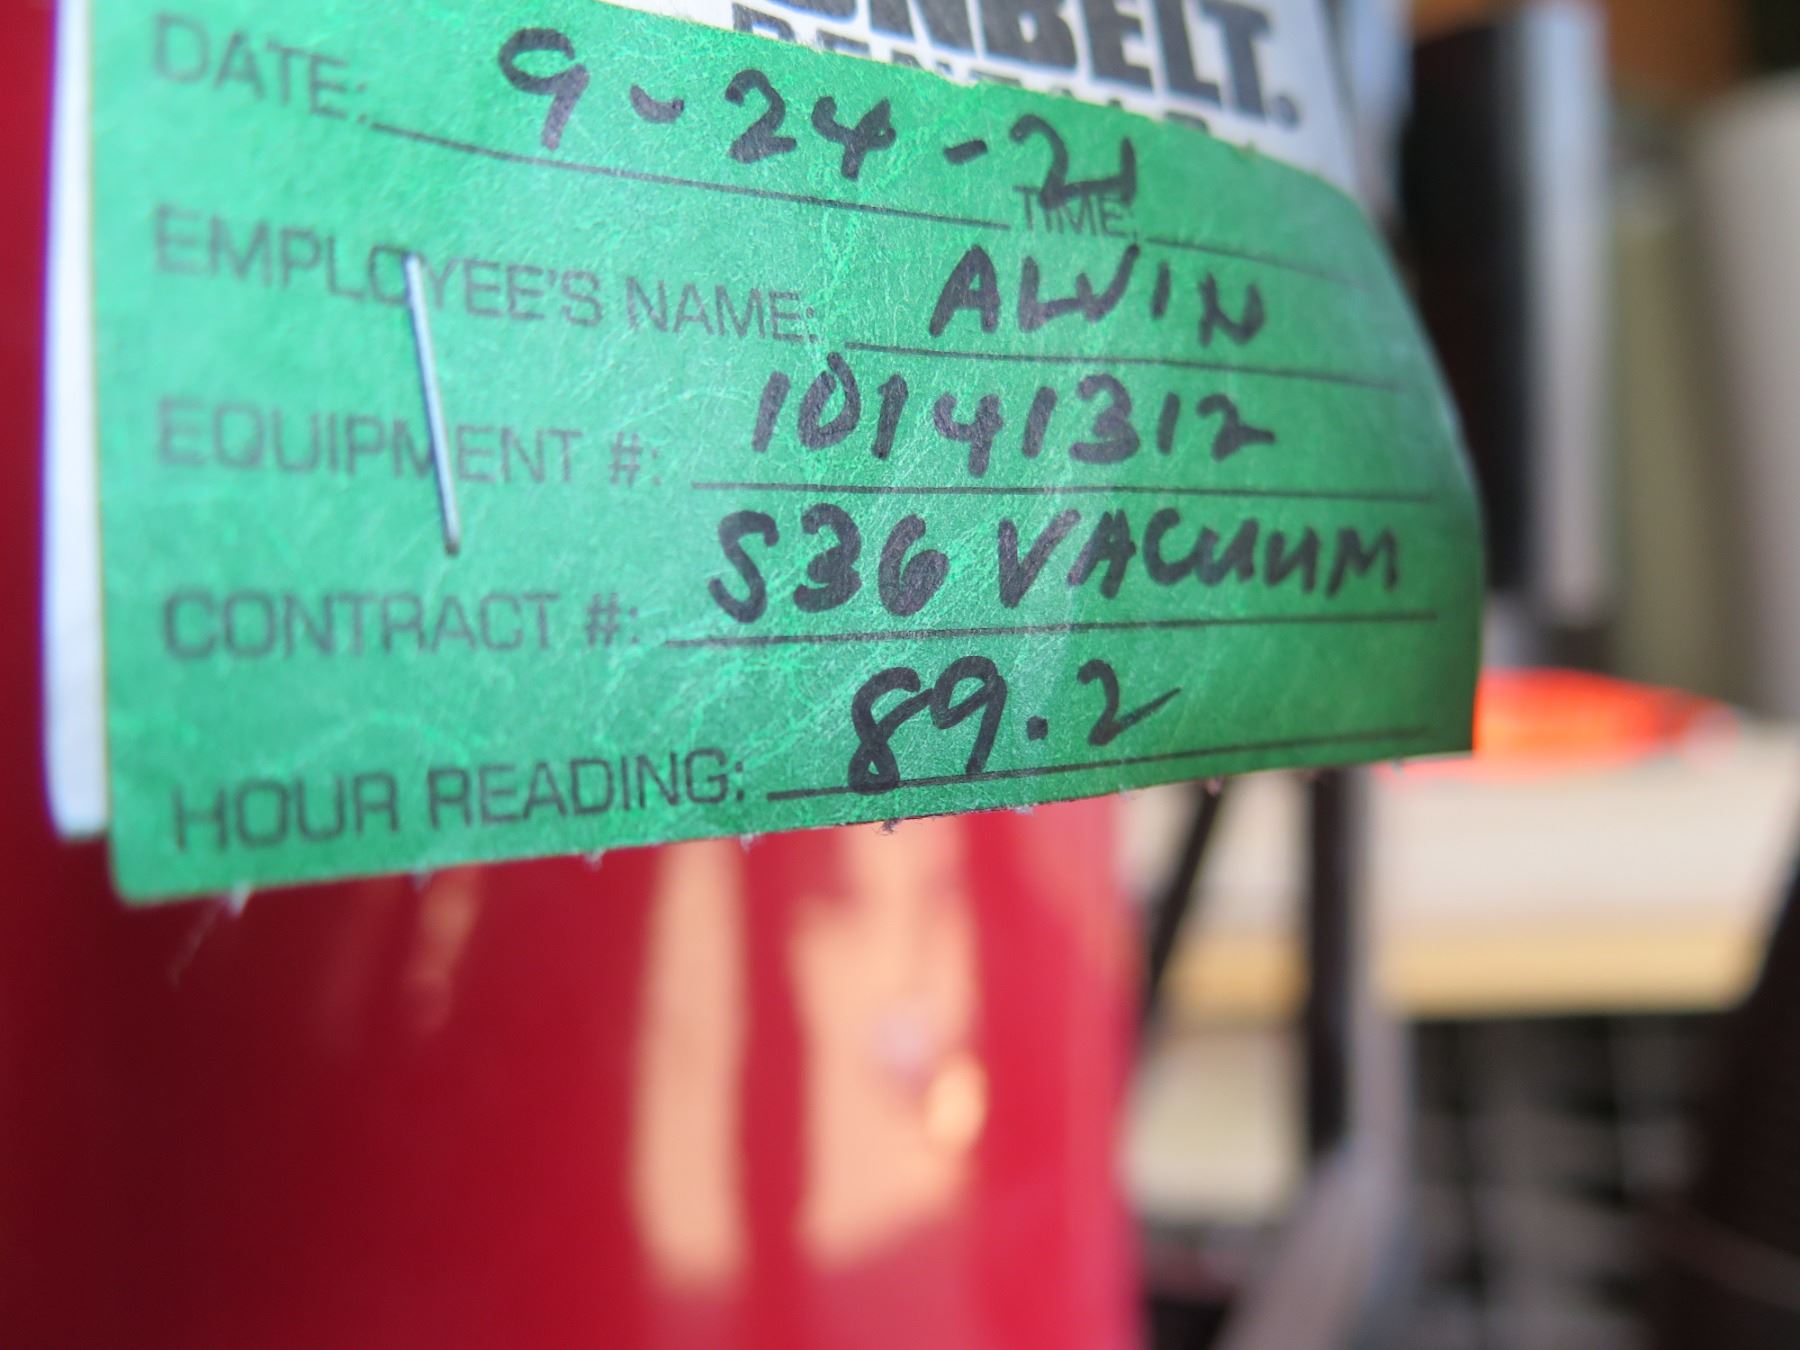 UNBELT.
DATE: 9-24-21 TIME:
EMPLOYEE'S NAME: ALVIN
EQUIPMENT #: 10141312
CONTRACT #: S36 VACUUM
HOUR READING: 89.2